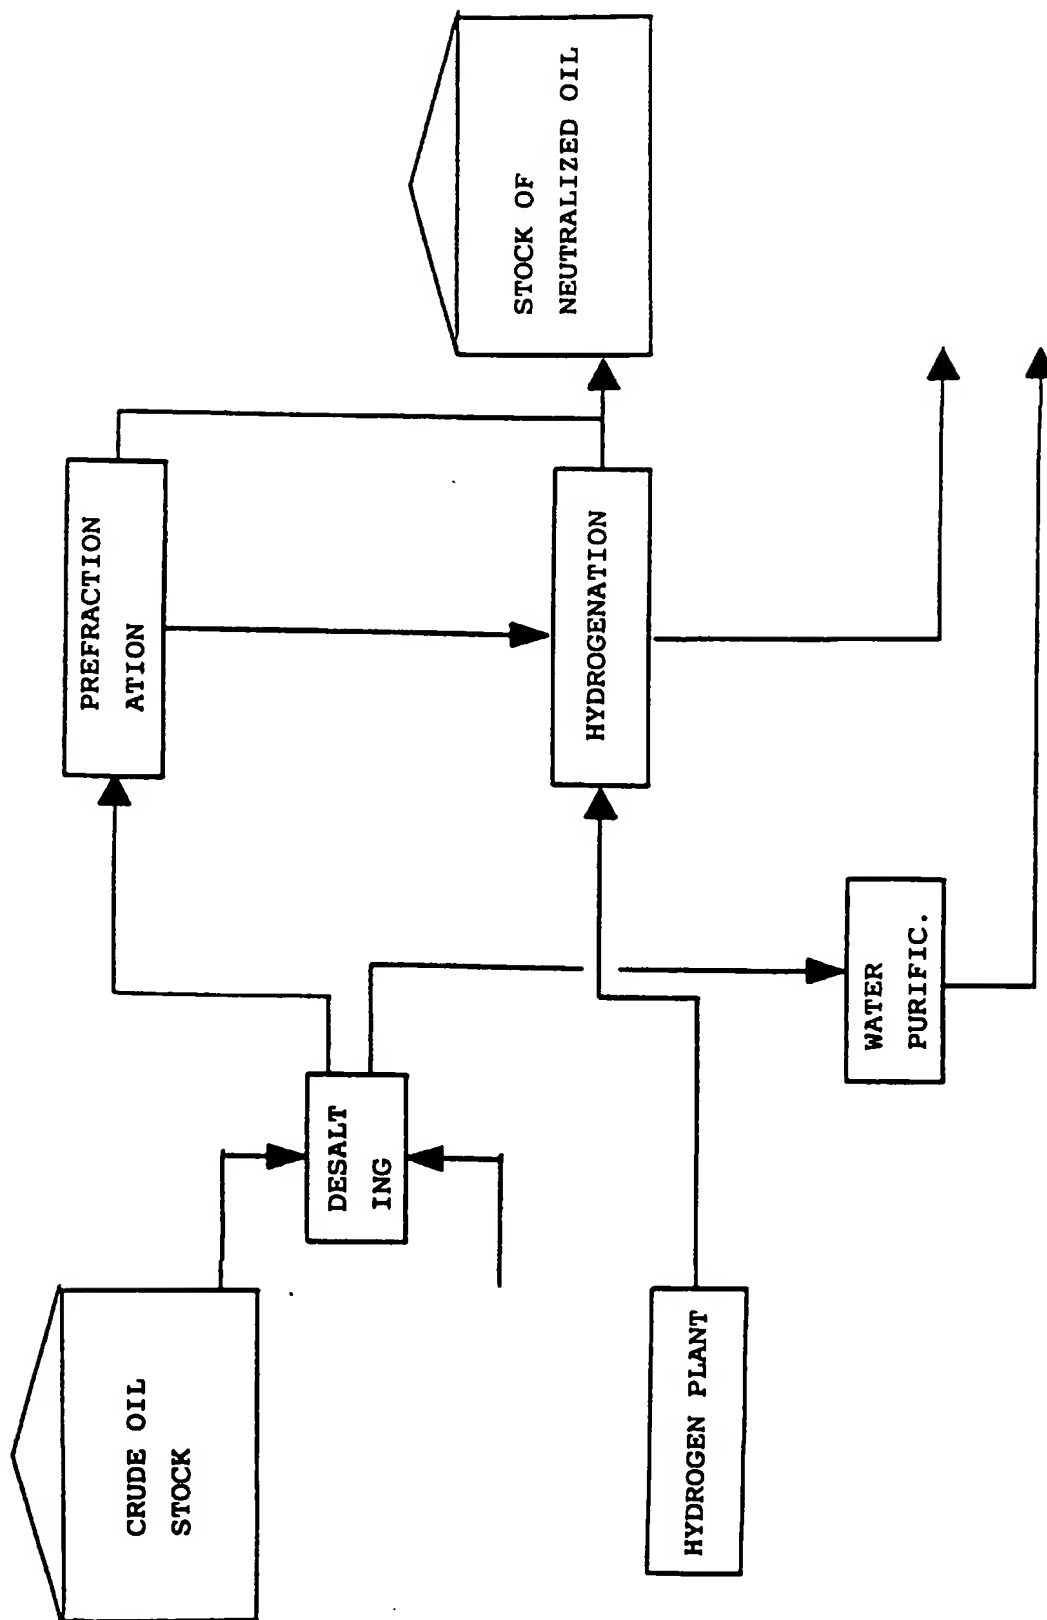 CRUDE OIL
STOCK
DESALT
ING
HYDROGEN PLANT
WATER
PURIFIC.
PREFRACTION
ATION
HYDROGENATION
STOCK OF
NEUTRALIZED OIL